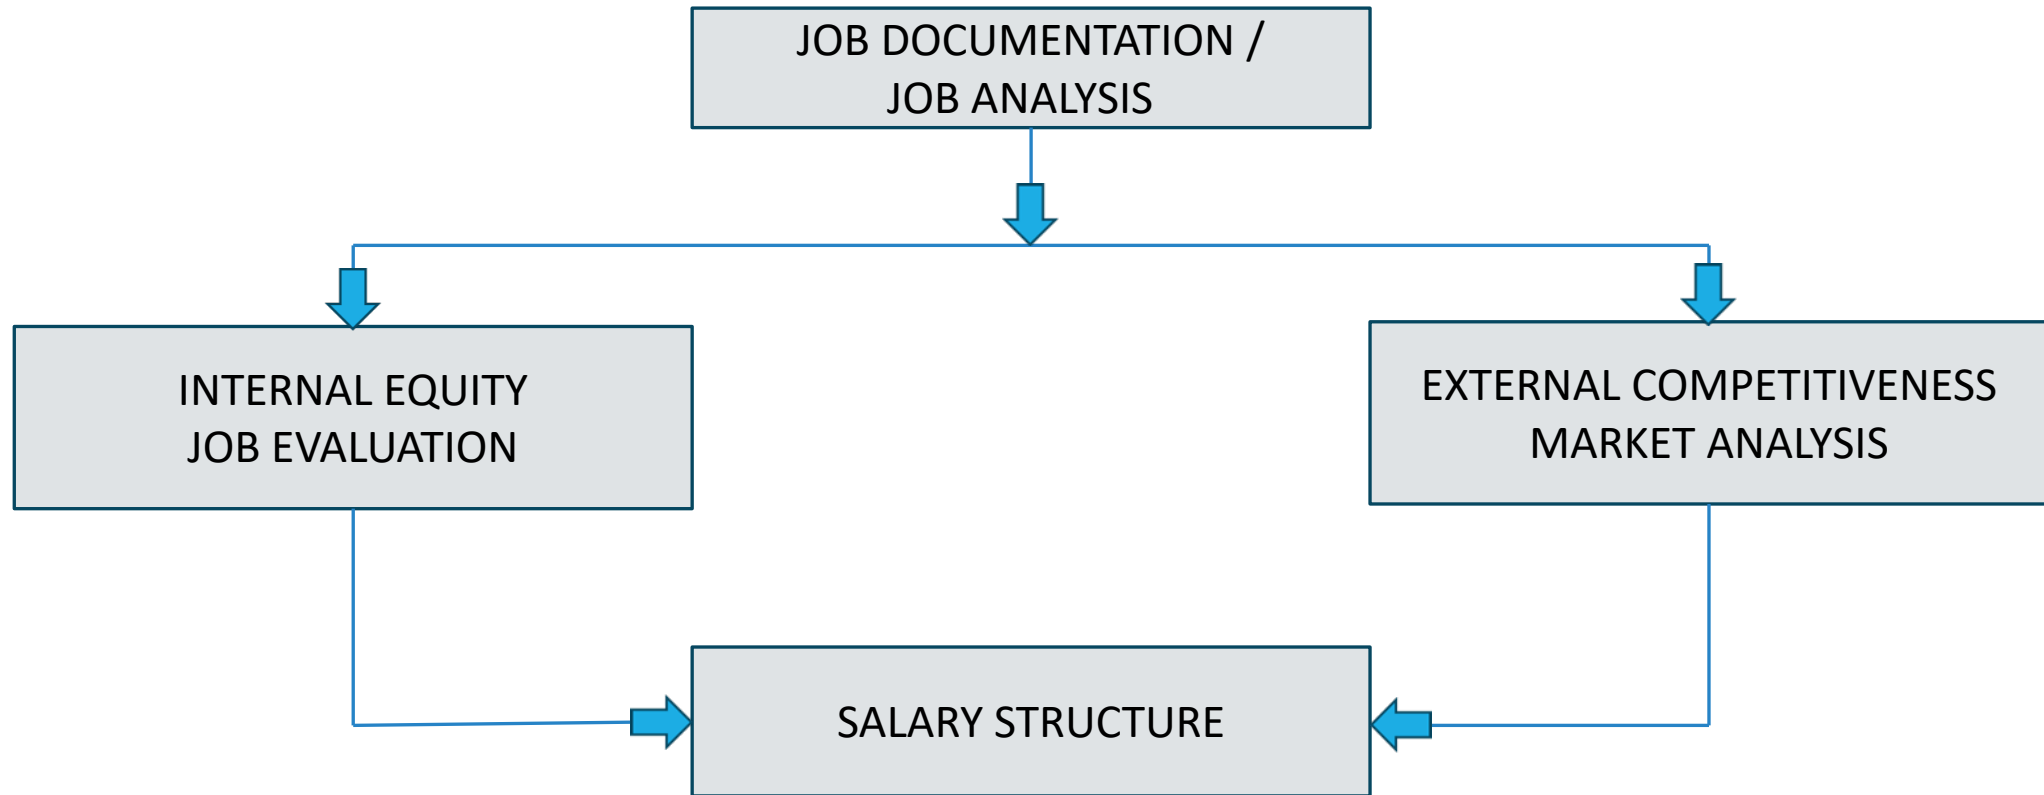 JOB DOCUMENTATION /
JOB ANALYSIS
INTERNAL EQUITY
JOB EVALUATION
EXTERNAL COMPETITIVENESS
MARKET ANALYSIS
SALARY STRUCTURE